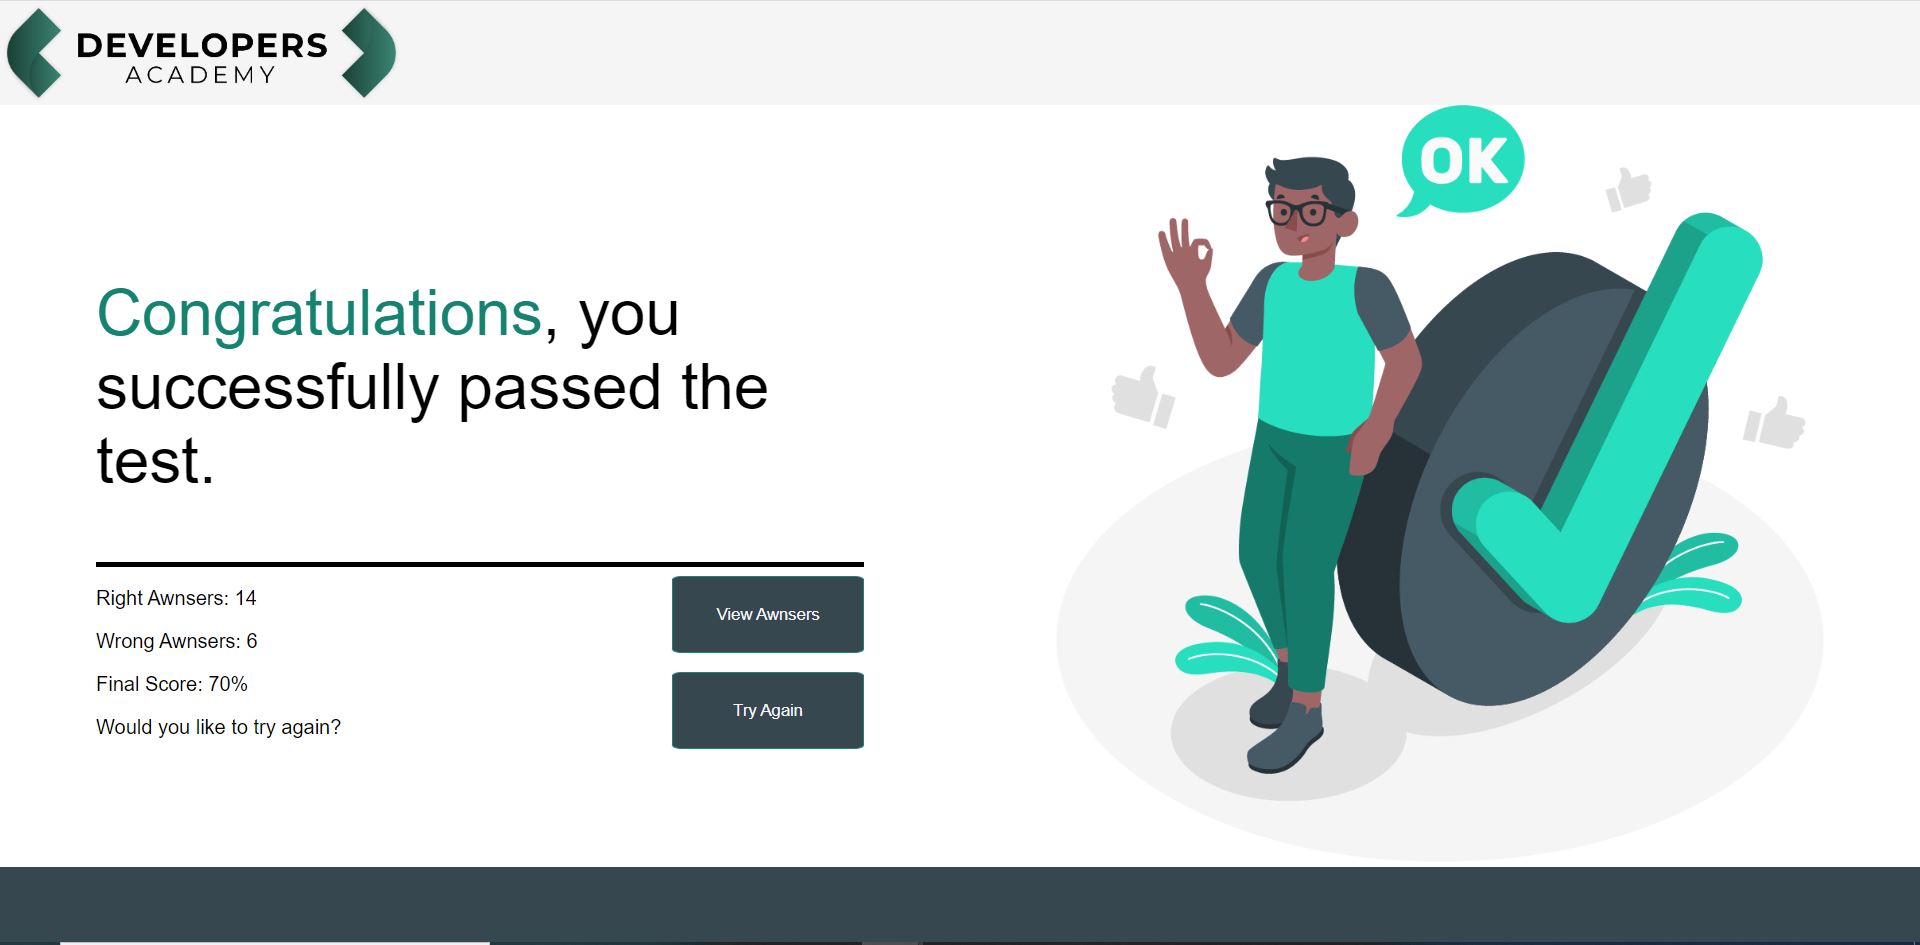 DEVELOPERS
ACADEMY
OK
Congratulations, you
successfully passed the
test.
Right Awnsers: 14
Wrong Awnsers: 6
Final Score: 70%
Would you like to try again?
View Awnsers
Try Again